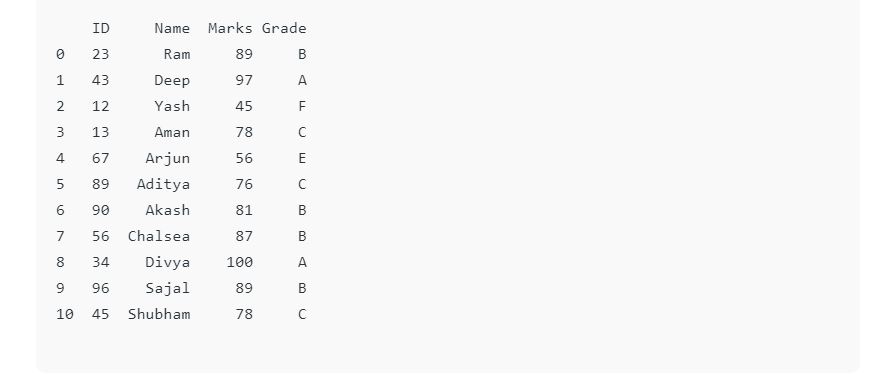 ID Name Marks Grade
0 23 Ram 89 B
1 43 Deep 97 A
2 12 Yash 45 F
3 13 Aman 78 C
4 67 Arjun 56 E
5 89 Aditya 76 C
6 90 Akash 81 B
7 56 Chalsea 87 B
8 34 Divya 100 A
9 96 Sajal 89 B
10 45 Shubham 78 C